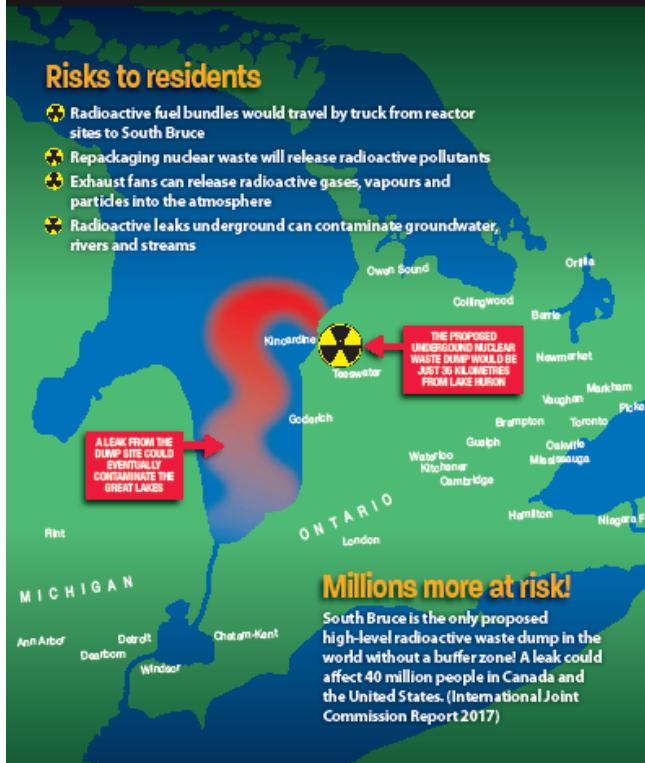 Risks to residents
Radioactive fuel bundles would travel by truck from reactor
sites to South Bruce
Repackaging nuclear waste will release radioactive pollutants
Exhaust fans can release radioactive gases, vapours and
particles into the atmosphere
Radioactive leaks underground can contaminate groundwater,
rivers and streams
Owen Sound
Orillia
Collingwood
Barrie
Kincardine
THE PROPOSED
UNDERGOUND NUCLEAR
WASTE DUMP WOULD BE
JUST 35 KILOMETRES
FROM LAKE HURON
Newmarket
Teeswater
Markham
Vaughan
Picke
Goderich
Brampton
Toronto
A LEAK FROM THE
DUMP SITE COULD
EVENTUALLY
CONTAMINATE THE
GREAT LAKES
Guelph
Oakville
Waterloo
Mississauga
Kitchener
Cambridge
Hamilton
Niagara F
ONTARIO
London
Flint
MICHIGAN
Ann Arbor
Detroit
Dearborn
Chatam-Kent
Windsor
Millions more at risk!
South Bruce is the only proposed
high-level radioactive waste dump in the
world without a buffer zone! A leak could
affect 40 million people in Canada and
the United States. (International Joint
Commission Report 2017)